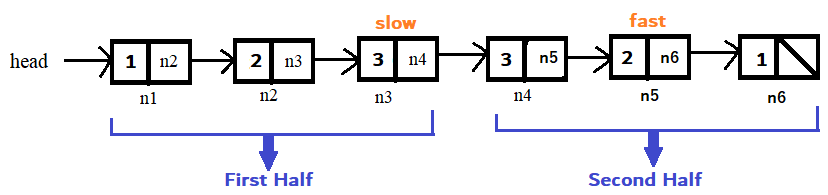 slow fast
head 1 n2 2 n3 3 n4 3 n5 2 n6 1
n1 n2 n3 n4 n5 n6
First Half Second Half